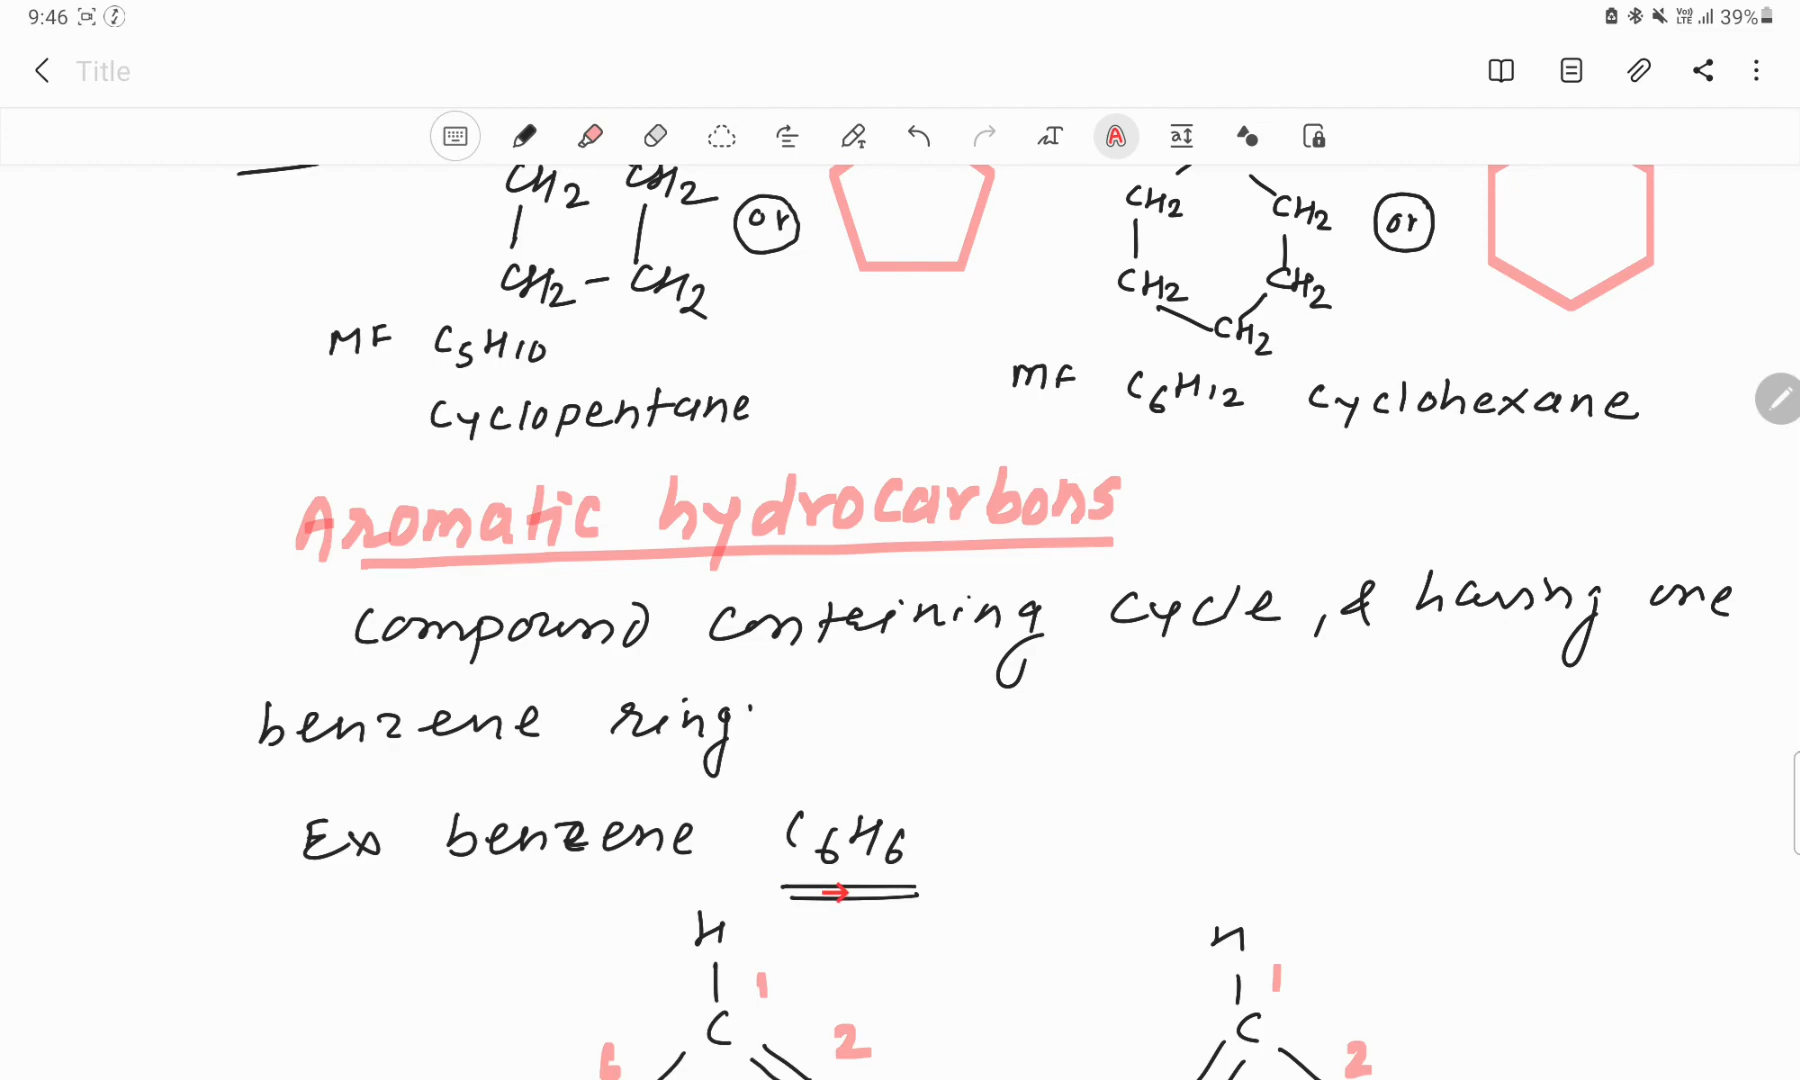 9:46 39%
Title
CH2 CH2 or CH2 CH2 or
CH2 - CH2 CH2 CH2
CH2
MF C5H10
MF C6H12 cyclohexane
cyclopentane
Aromatic hydrocarbons
compound containing cycle, & having one
benzene ring.
Ex benzene C6H6
H H
1 1
C C
2 2
6